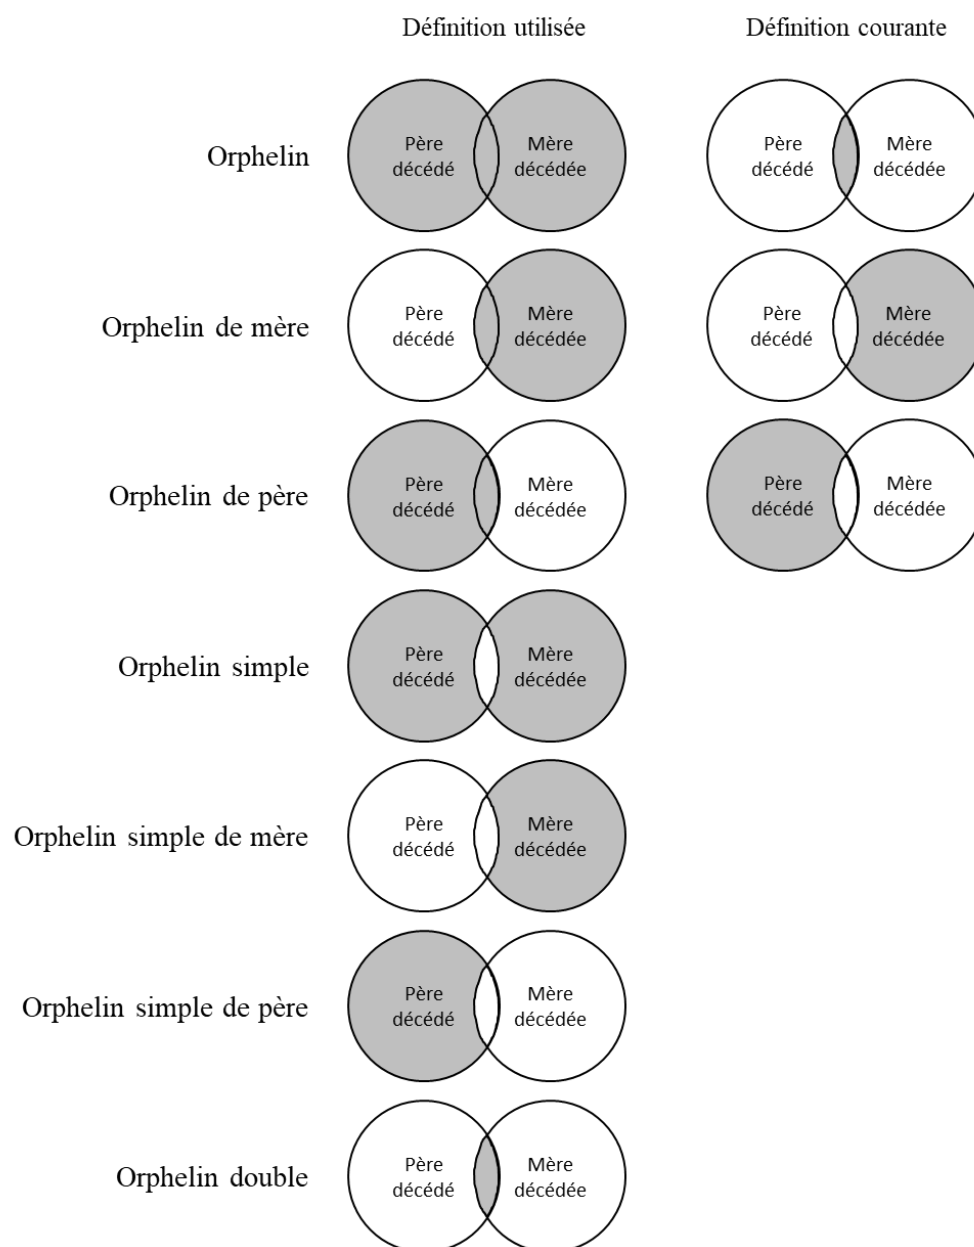 Définition utilisée
Définition courante
Orphelin
Père
décédé
Mère
décédée
Père
décédé
Mère
décédée
Orphelin de mère
Père
décédé
Mère
décédée
Père
décédé
Mère
décédée
Orphelin de père
Père
décédé
Mère
décédée
Père
décédé
Mère
décédée
Orphelin simple
Père
décédé
Mère
décédée
Orphelin simple de mère
Père
décédé
Mère
décédée
Orphelin simple de père
Père
décédé
Mère
décédée
Orphelin double
Père
décédé
Mère
décédée